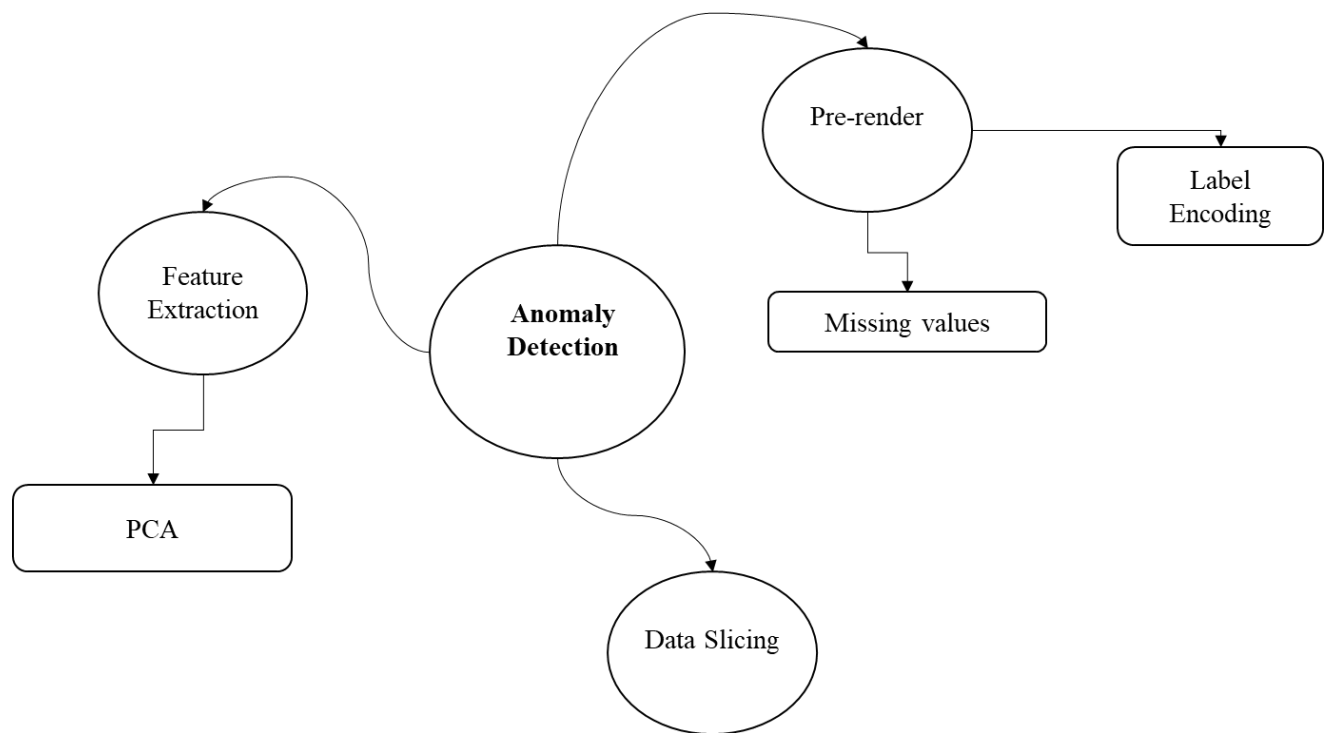 Pre-render
Label
Encoding
Feature
Extraction
Anomaly
Detection
Missing values
PCA
Data Slicing